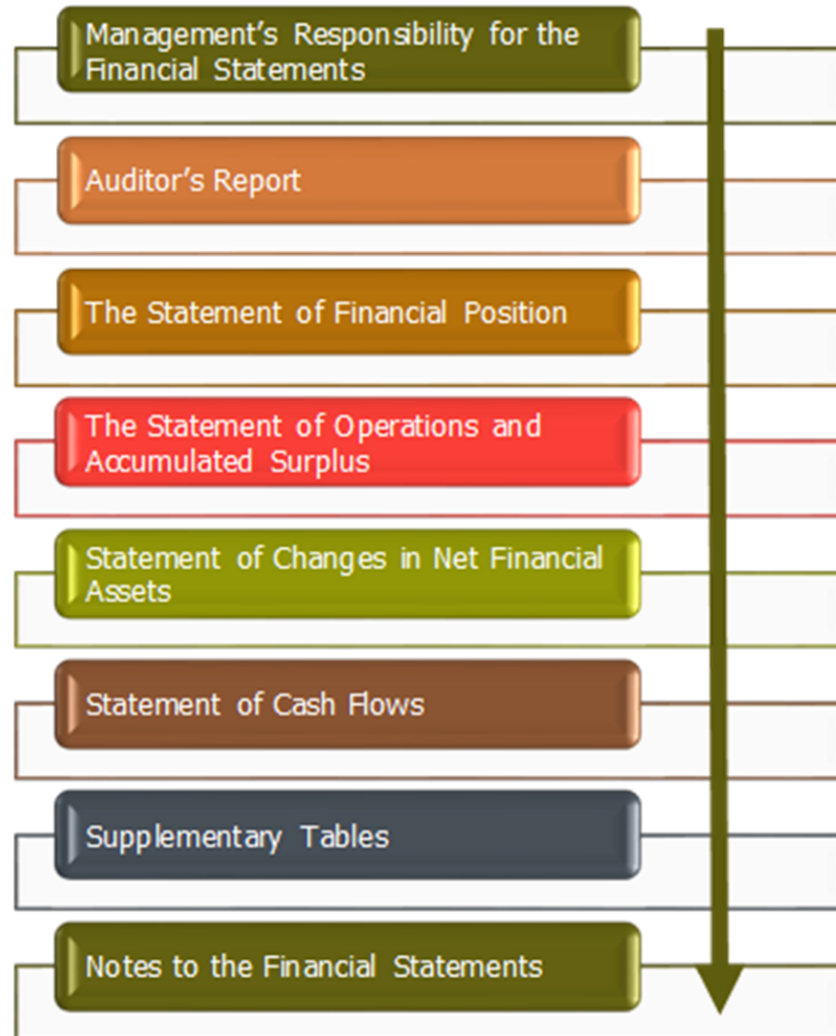 Management’s Responsibility for the
Financial Statements
Auditor’s Report
The Statement of Financial Position
The Statement of Operations and
Accumulated Surplus
Statement of Changes in Net Financial
Assets
Statement of Cash Flows
Supplementary Tables
Notes to the Financial Statements